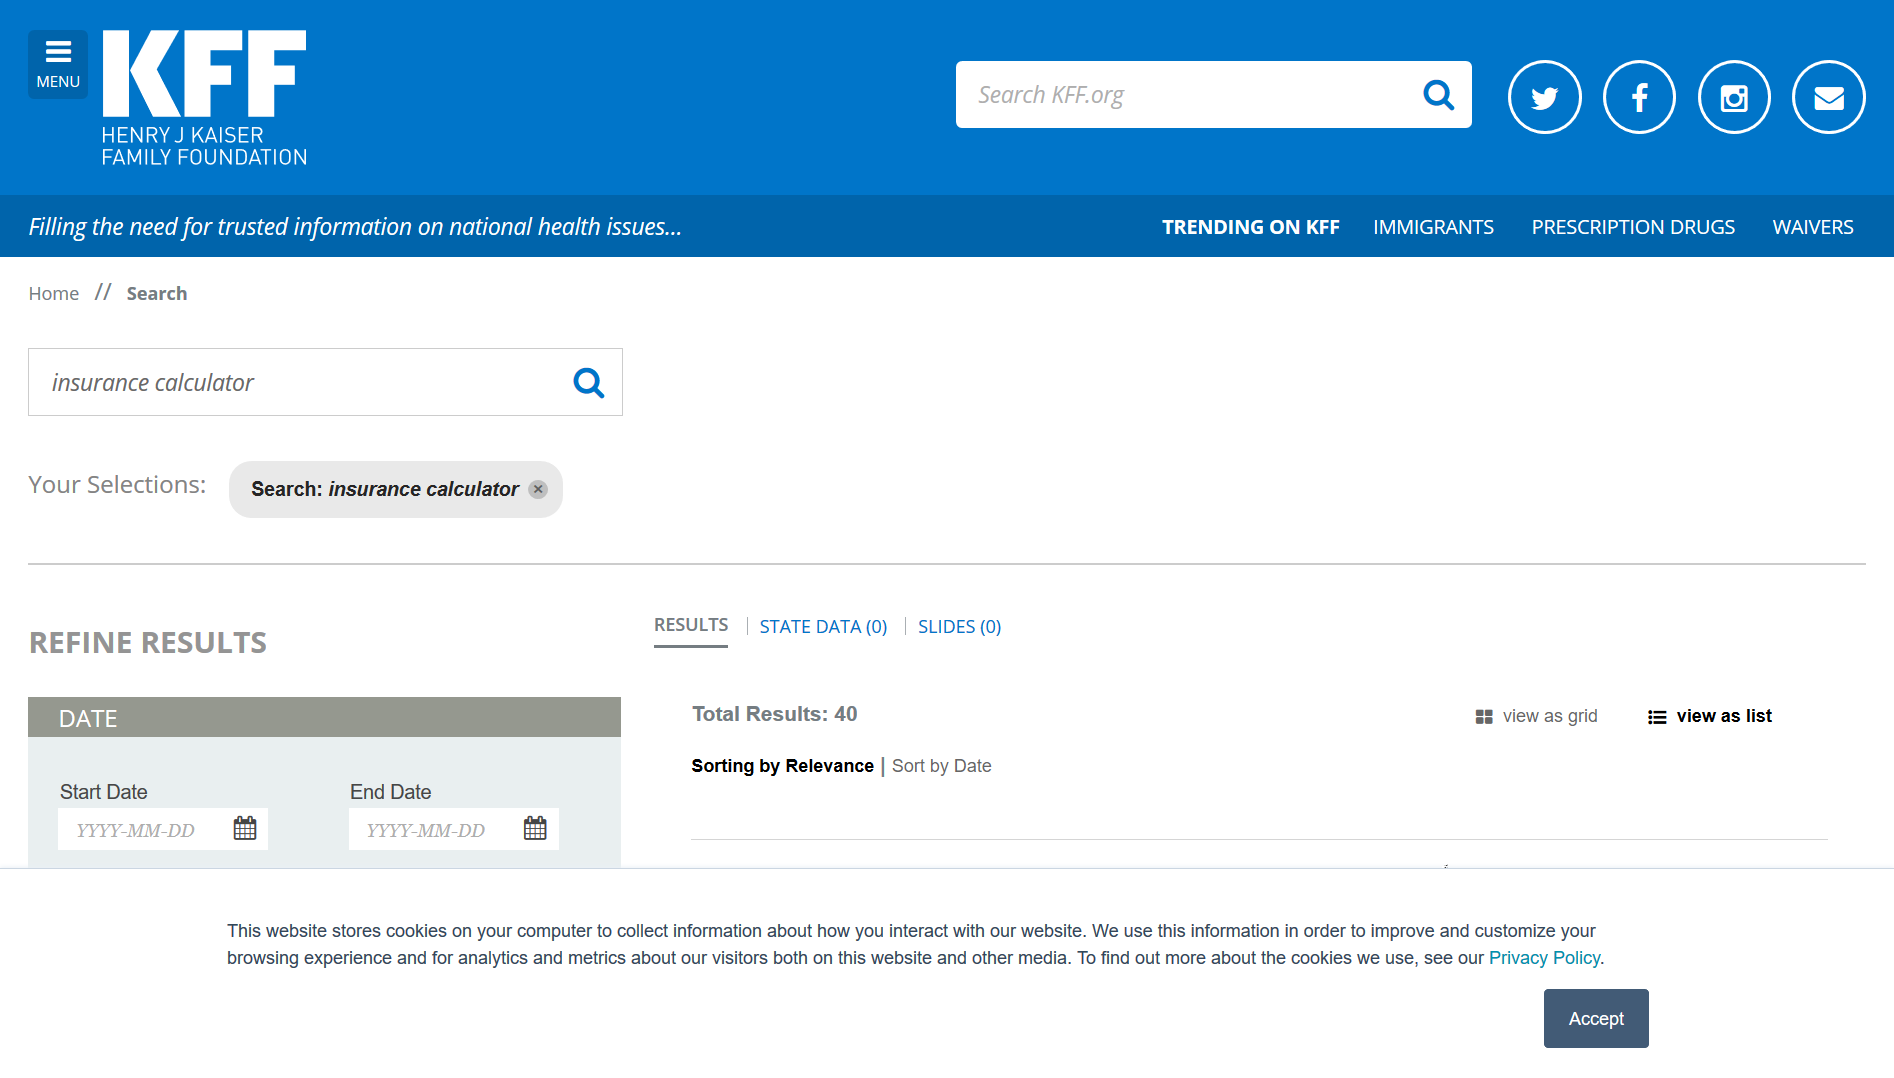 MENU
KFF
HENRY J KAISER
FAMILY FOUNDATION
Search KFF.org
Filling the need for trusted information on national health issues...
TRENDING ON KFF
IMMIGRANTS
PRESCRIPTION DRUGS
WAIVERS
Home // Search
insurance calculator
Your Selections:
Search: insurance calculator
REFINE RESULTS
RESULTS
STATE DATA (0)
SLIDES (0)
DATE
Total Results: 40
view as grid
view as list
Sorting by Relevance | Sort by Date
Start Date
End Date
YYYY-MM-DD
YYYY-MM-DD
This website stores cookies on your computer to collect information about how you interact with our website. We use this information in order to improve and customize your
browsing experience and for analytics and metrics about our visitors both on this website and other media. To find out more about the cookies we use, see our Privacy Policy.
Accept